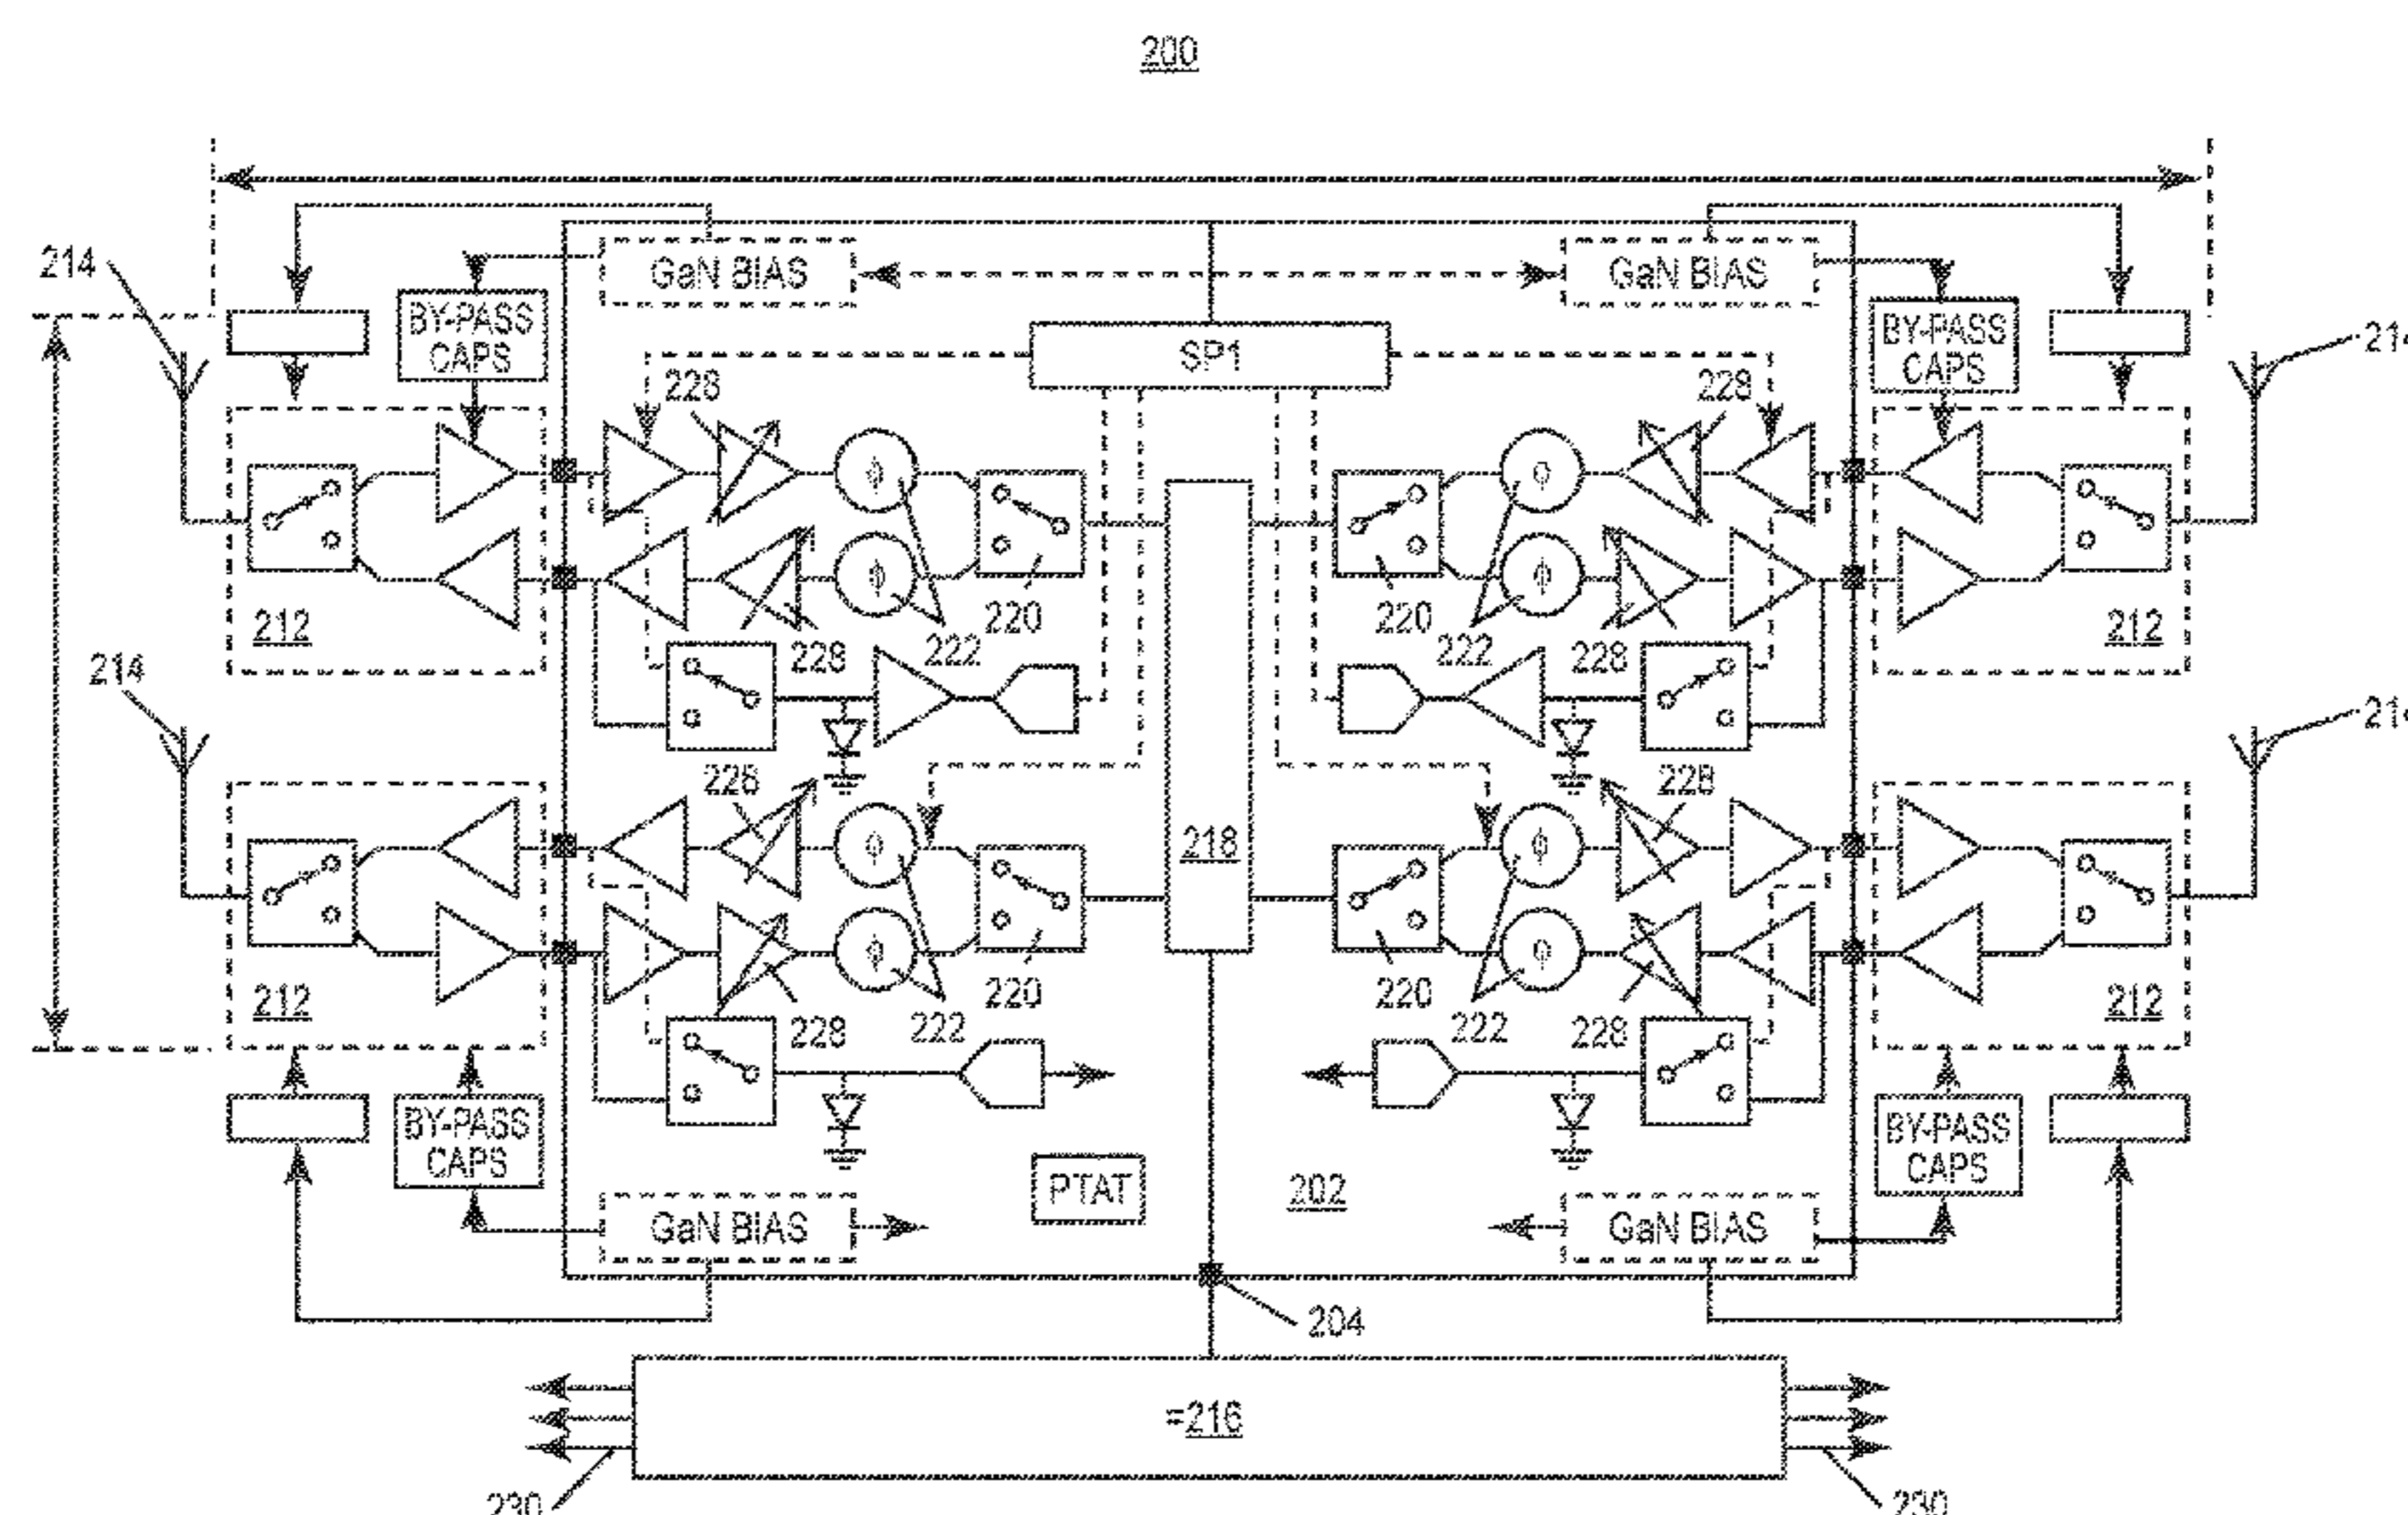 200
214
GaN BIAS
GaN BIAS
BY-PASS
CAPS
BY-PASS
CAPS
SP1
214
228
228
ϕ
ϕ
ϕ
ϕ
212
228
222
220
220
222
228
212
214
214
228
228
ϕ
ϕ
218
ϕ
ϕ
212
228
222
220
220
222
228
212
BY-PASS
CAPS
BY-PASS
CAPS
PTAT
202
GaN BIAS
GaN BIAS
204
=216
230
230